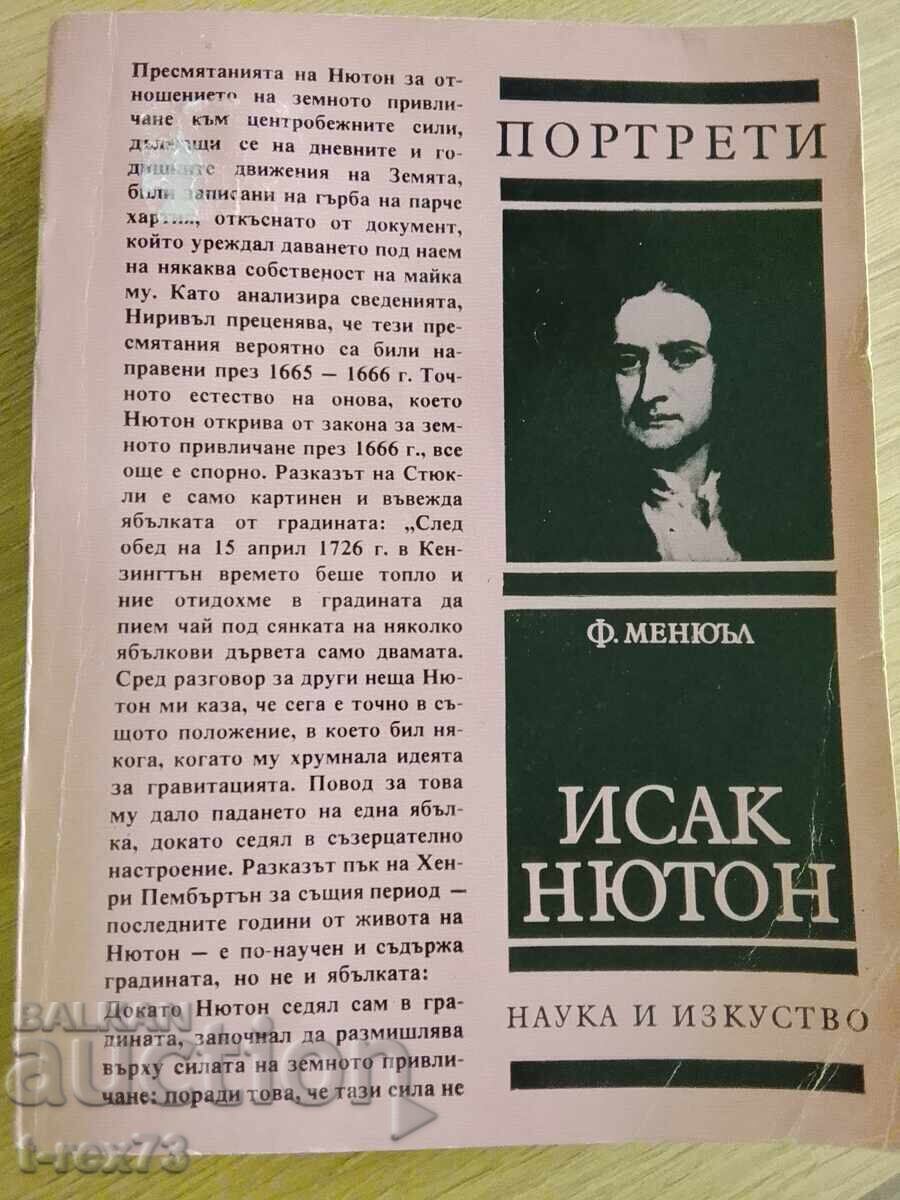 Пресмятанията на Нютон за от-
ношението на земното привли-
чане към центробежните сили,
дължащи се на дневните и го-
дишните движения на Земята,
били записани на гърба на парче
хартия, откъснато от документ,
който уреждал даването под наем
на някаква собственост на майка
му. Като анализира сведенията,
Ниривъл преценява, че тези пре-
смятания вероятно са били на-
правени през 1665 — 1666 г. Точ-
ното естество на онова, което
Нютон открива от закона за зем-
ното привличане през 1666 г., все
още е спорно. Разказът на Стюк-
ли е само картинен и въвежда
ябълката от градината: „След
обед на 15 април 1726 г. в Кен-
зингтън времето беше топло и
ние отидохме в градината да
пием чай под сянката на няколко
ябълкови дървета само двамата.
Сред разговор за други неща Ню-
тон ми каза, че сега е точно в съ-
щото положение, в което бил ня-
кога, когато му хрумнала идеята
за гравитацията. Повод за това
му дало падането на една ябъл-
ка, докато седял в съзерцателно
настроение. Разказът пък на Хен-
ри Пембъртън за същия период —
последните години от живота на
Нютон — е по-научен и съдържа
градината, но не и ябълката:
Докато Нютон седял сам в гра-
дината, започнал да размишлява
върху силата на земното привли-
чане: поради това, че тази сила не
ПОРТРЕТИ
Ф. МЕНЮЪЛ
ИСАК
НЮТОН
НАУКА И ИЗКУСТВО
BALKAN
auction
t-rex73